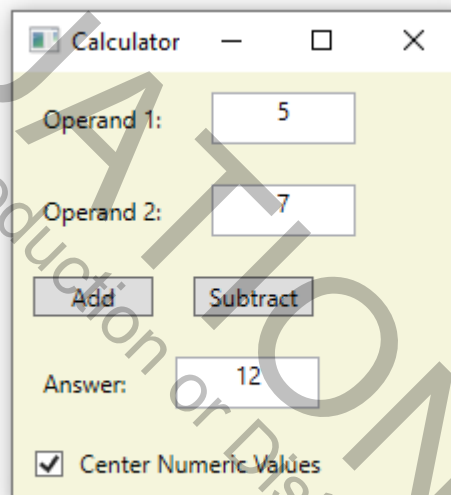 Calculator
Operand 1: 5
Operand 2: 7
Add Subtract
Answer: 12
Center Numeric Values